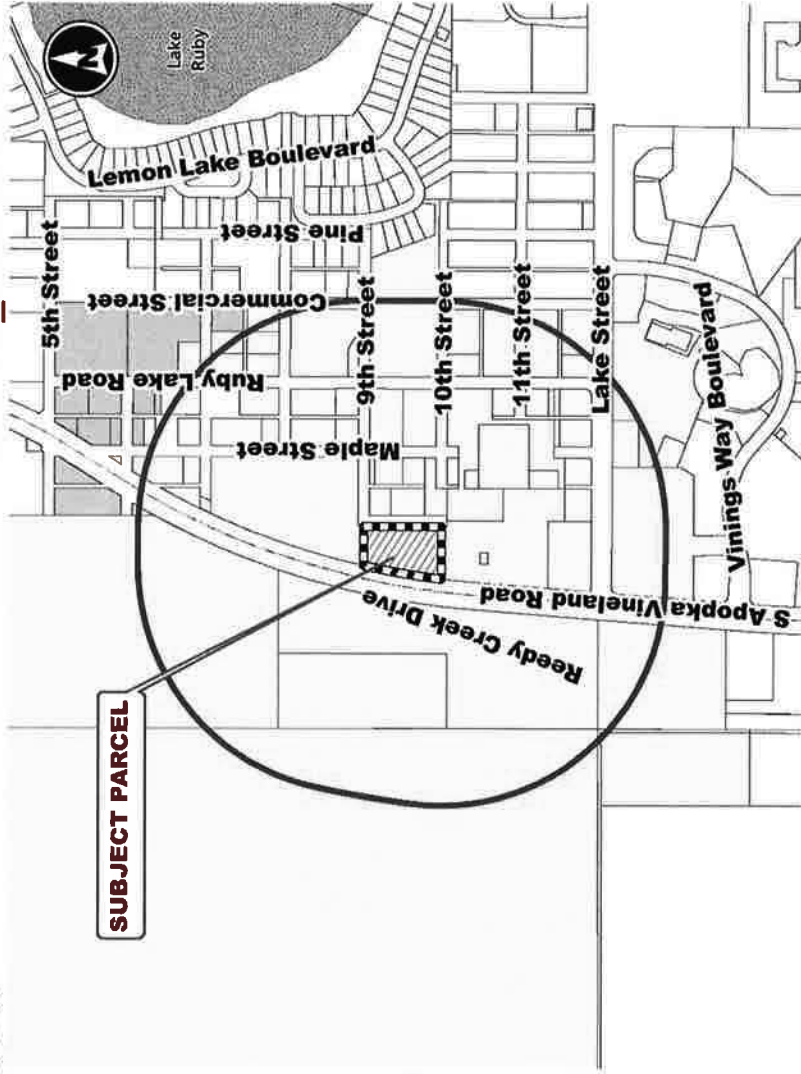 Lake
Ruby
Lemon Lake Boulevard
Pine Street
5th Street
Commercial Street
Ruby Lake Road
9th Street
10th Street
11th Street
Lake Street
Maple Street
Vinings Way Boulevard
S Apopka Vineland Road
Reedy Creek Drive
SUBJECT PARCEL